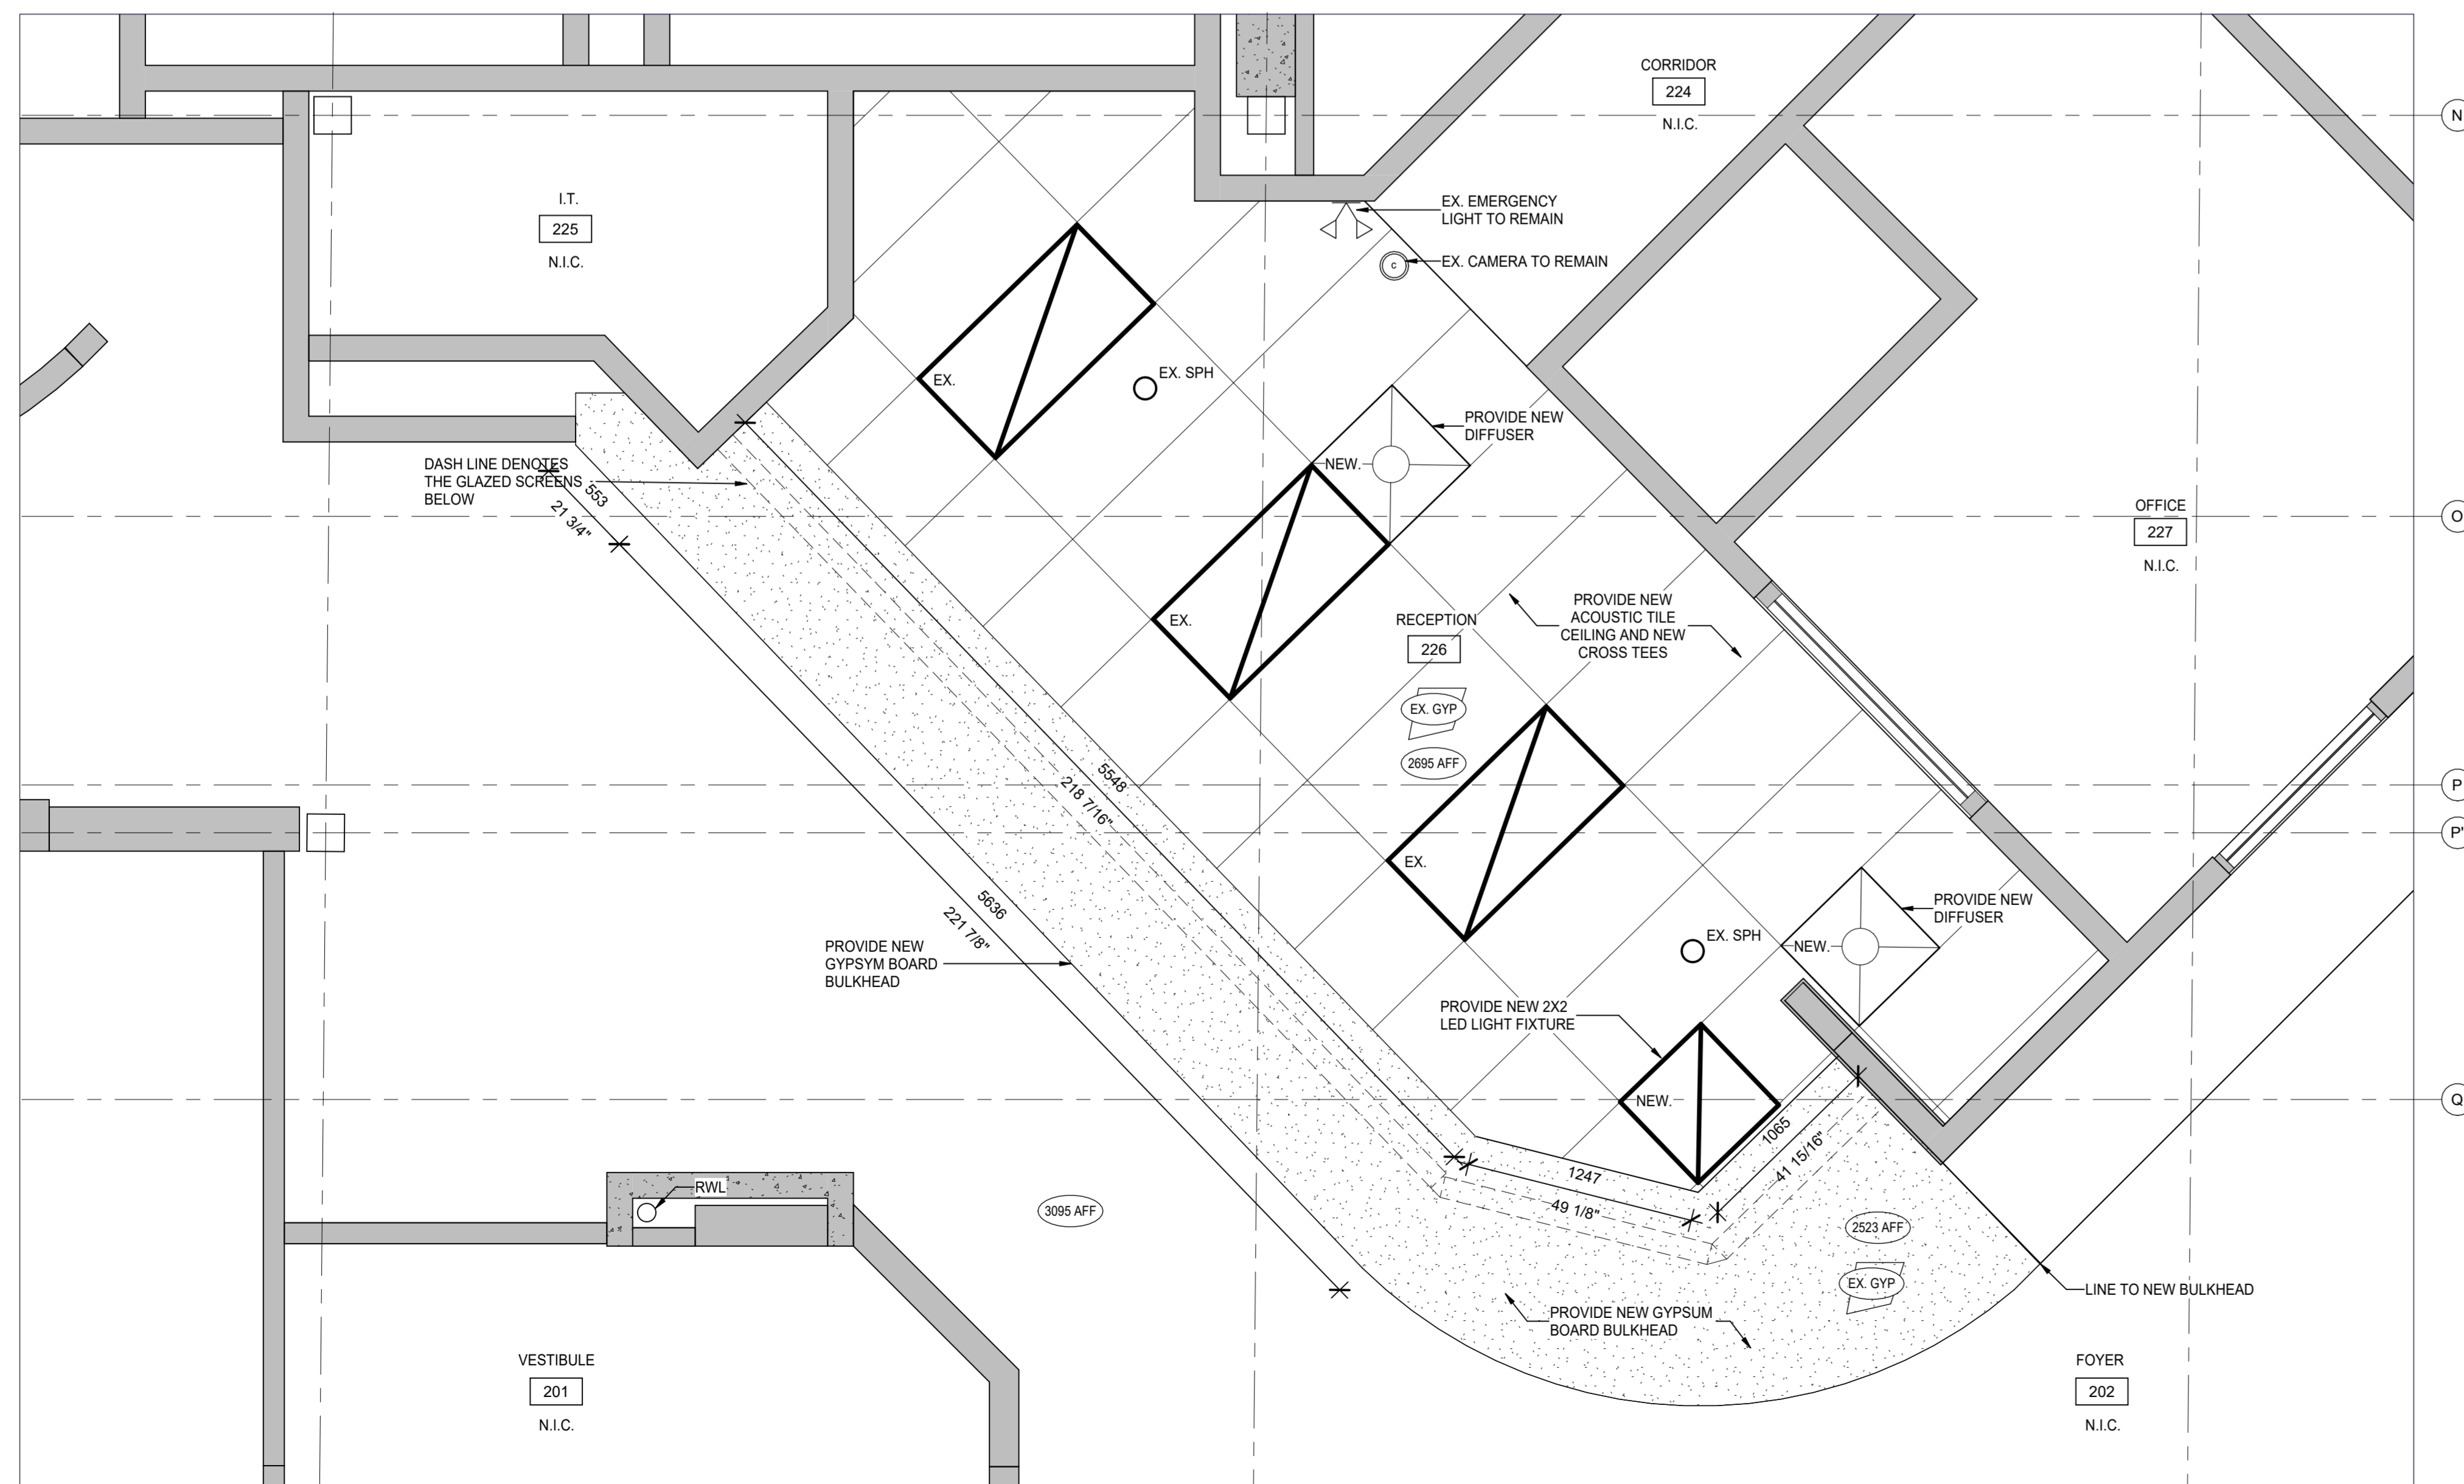 CORRIDOR
224
N.I.C.
N
I.T.
225
N.I.C.
EX. EMERGENCY
LIGHT TO REMAIN
C
EX. CAMERA TO REMAIN
EX.
EX. SPH
PROVIDE NEW
DIFFUSER
NEW.
DASH LINE DENOTES
THE GLAZED SCREENS
BELOW
553
21 3/4"
OFFICE
227
N.I.C.
O
EX.
RECEPTION
226
EX. GYP
2695 AFF
PROVIDE NEW
ACOUSTIC TILE
CEILING AND NEW
CROSS TEES
5548
218 7/16"
P
P'
EX.
5636
221 7/8"
PROVIDE NEW
GYPSYM BOARD
BULKHEAD
EX. SPH
NEW.
PROVIDE NEW
DIFFUSER
PROVIDE NEW 2X2
LED LIGHT FIXTURE
NEW.
Q
1065
41 15/16"
1247
49 1/8"
RWL
3095 AFF
2523 AFF
EX. GYP
LINE TO NEW BULKHEAD
PROVIDE NEW GYPSUM
BOARD BULKHEAD
VESTIBULE
201
N.I.C.
FOYER
202
N.I.C.